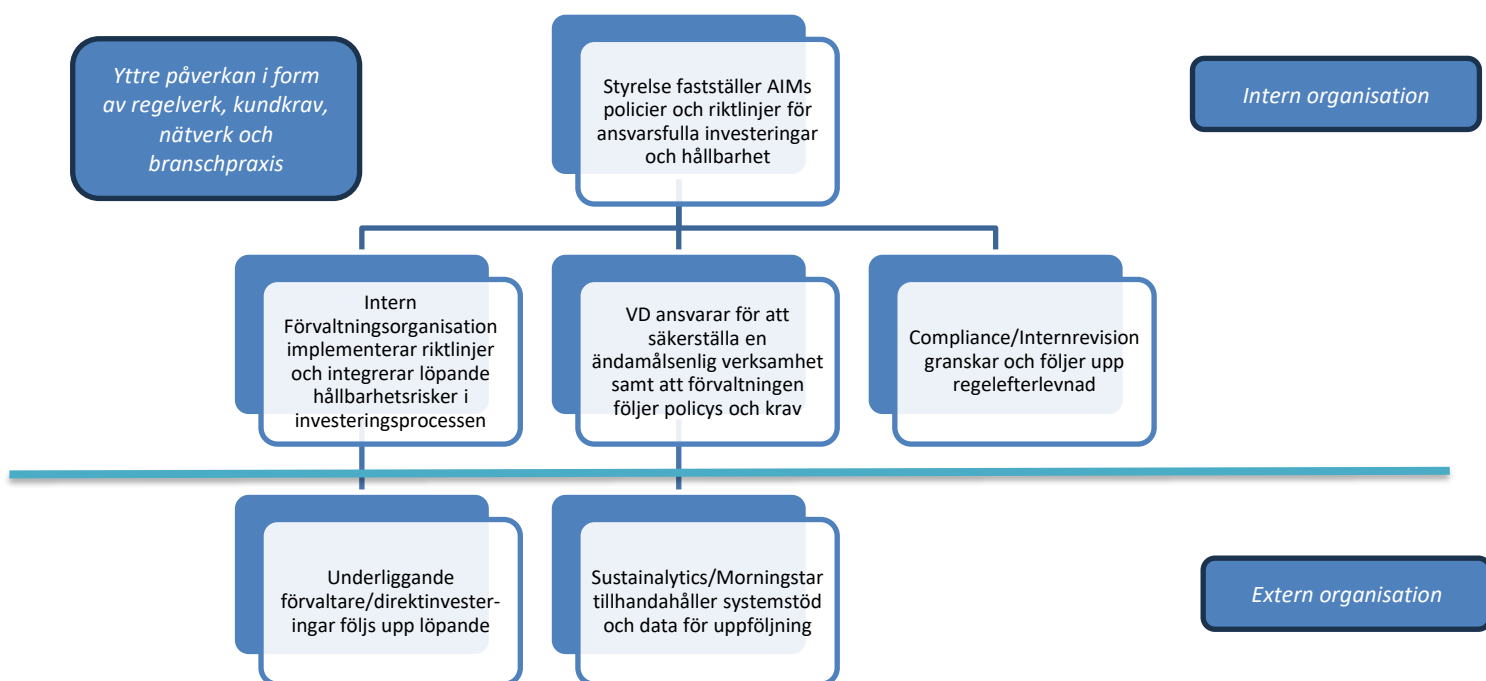 Yttre påverkan i form
av regelverk, kundkrav,
nätverk och
branschpraxis
Styrelse fastställer AIMs
policier och riktlinjer för
ansvarsfulla investeringar
och hållbarhet
Intern organisation
Intern
Förvaltningsorganisation
implementerar riktlinjer
och integrerar löpande
hållbarhetsrisker i
investeringsprocessen
VD ansvarar för att
säkerställa en
ändamålsenlig verksamhet
samt att förvaltningen
följer policys och krav
Compliance/Internrevision
granskar och följer upp
regelefterlevnad
Underliggande
förvaltare/direktinvester-
ingar följs upp löpande
Sustainalytics/Morningstar
tillhandahåller systemstöd
och data för uppföljning
Extern organisation